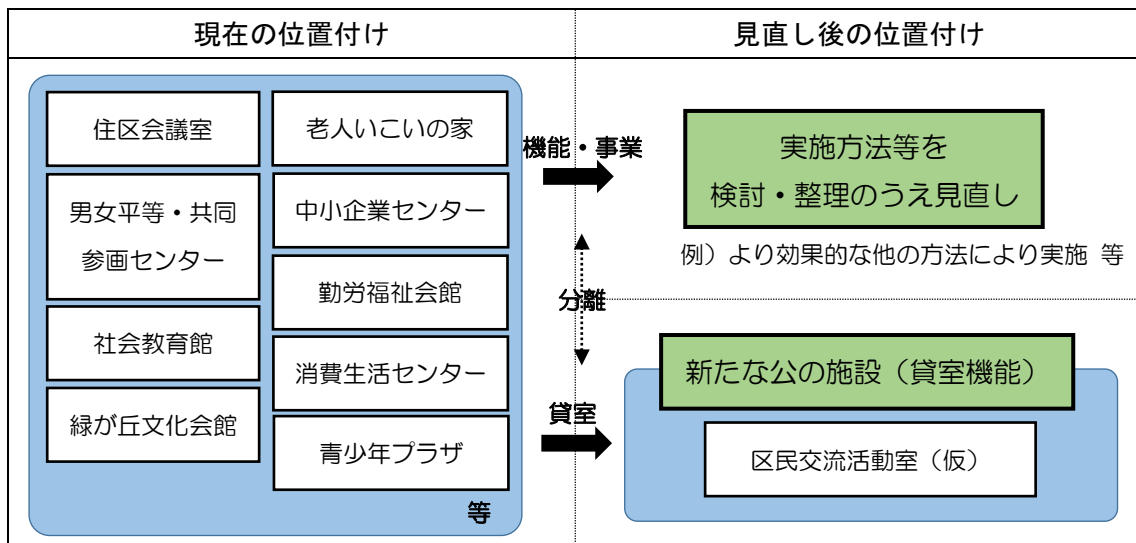 現在の位置付け
見直し後の位置付け
住区会議室
男女平等・共同
参画センター
社会教育館
緑が丘文化会館
老人いこいの家
中小企業センター
勤労福祉会館
消費生活センター
青少年プラザ
等
機能・事業
分離
貸室
実施方法等を
検討・整理のうえ見直し
例）より効果的な他の方法により実施 等
新たな公の施設（貸室機能）
区民交流活動室（仮）